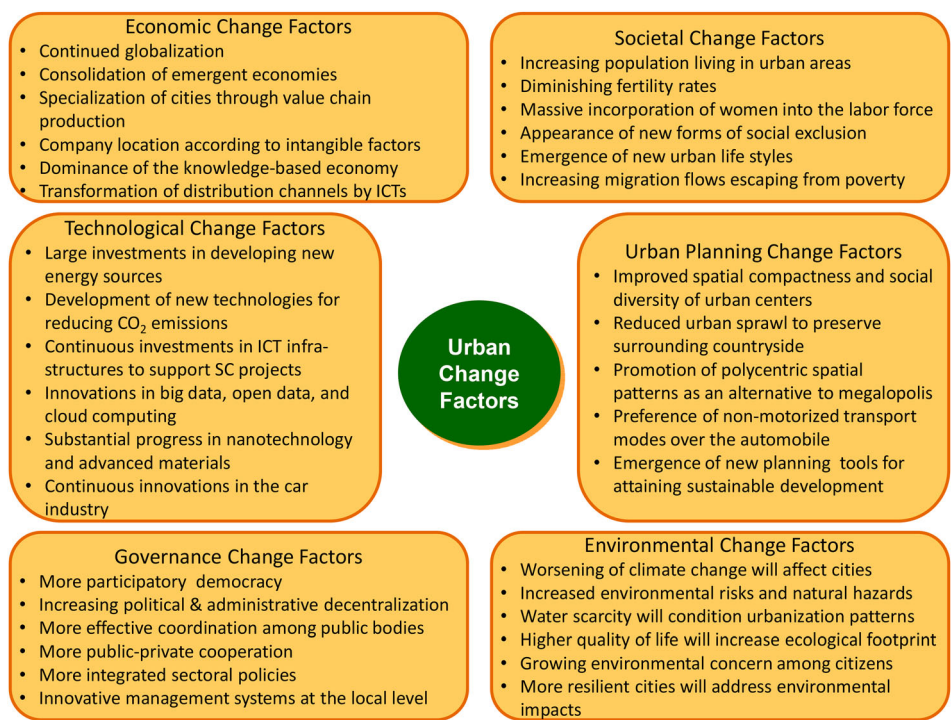 Economic Change Factors
• Continued globalization
• Consolidation of emergent economies
• Specialization of cities through value chain
production
• Company location according to intangible factors
• Dominance of the knowledge-based economy
• Transformation of distribution channels by ICTs
Societal Change Factors
• Increasing population living in urban areas
• Diminishing fertility rates
• Massive incorporation of women into the labor force
• Appearance of new forms of social exclusion
• Emergence of new urban life styles
• Increasing migration flows escaping from poverty
Technological Change Factors
• Large investments in developing new
energy sources
• Development of new technologies for
reducing CO₂ emissions
• Continuous investments in ICT infra-
structures to support SC projects
• Innovations in big data, open data, and
cloud computing
• Substantial progress in nanotechnology
and advanced materials
• Continuous innovations in the car
industry
Urban
Change
Factors
Urban Planning Change Factors
• Improved spatial compactness and social
diversity of urban centers
• Reduced urban sprawl to preserve
surrounding countryside
• Promotion of polycentric spatial
patterns as an alternative to megalopolis
• Preference of non-motorized transport
modes over the automobile
• Emergence of new planning tools for
attaining sustainable development
Governance Change Factors
• More participatory democracy
• Increasing political & administrative decentralization
• More effective coordination among public bodies
• More public-private cooperation
• More integrated sectoral policies
• Innovative management systems at the local level
Environmental Change Factors
• Worsening of climate change will affect cities
• Increased environmental risks and natural hazards
• Water scarcity will condition urbanization patterns
• Higher quality of life will increase ecological footprint
• Growing environmental concern among citizens
• More resilient cities will address environmental
impacts